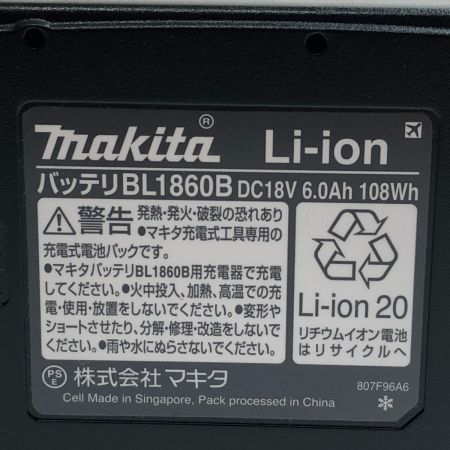 makita® Li-ion
バッテリBL1860B DC18V 6.0Ah 108Wh
⚠警告 発熱・発火・破裂の恐れあり
●マキタ充電式工具専用の
充電式電池パックです。
●マキタバッテリBL1860B用充電器で充電
してください。●火中投入、加熱、高温での充
電・使用・放置をしないでください。●変形や
ショートさせたり、分解・修理・改造をしないで
ください。●雨や水にぬらさないでください。
Li-ion 20
リチウムイオン電池
はリサイクルへ
PSE 株式会社マキタ
807F96A6
Cell Made in Singapore, Pack processed in China